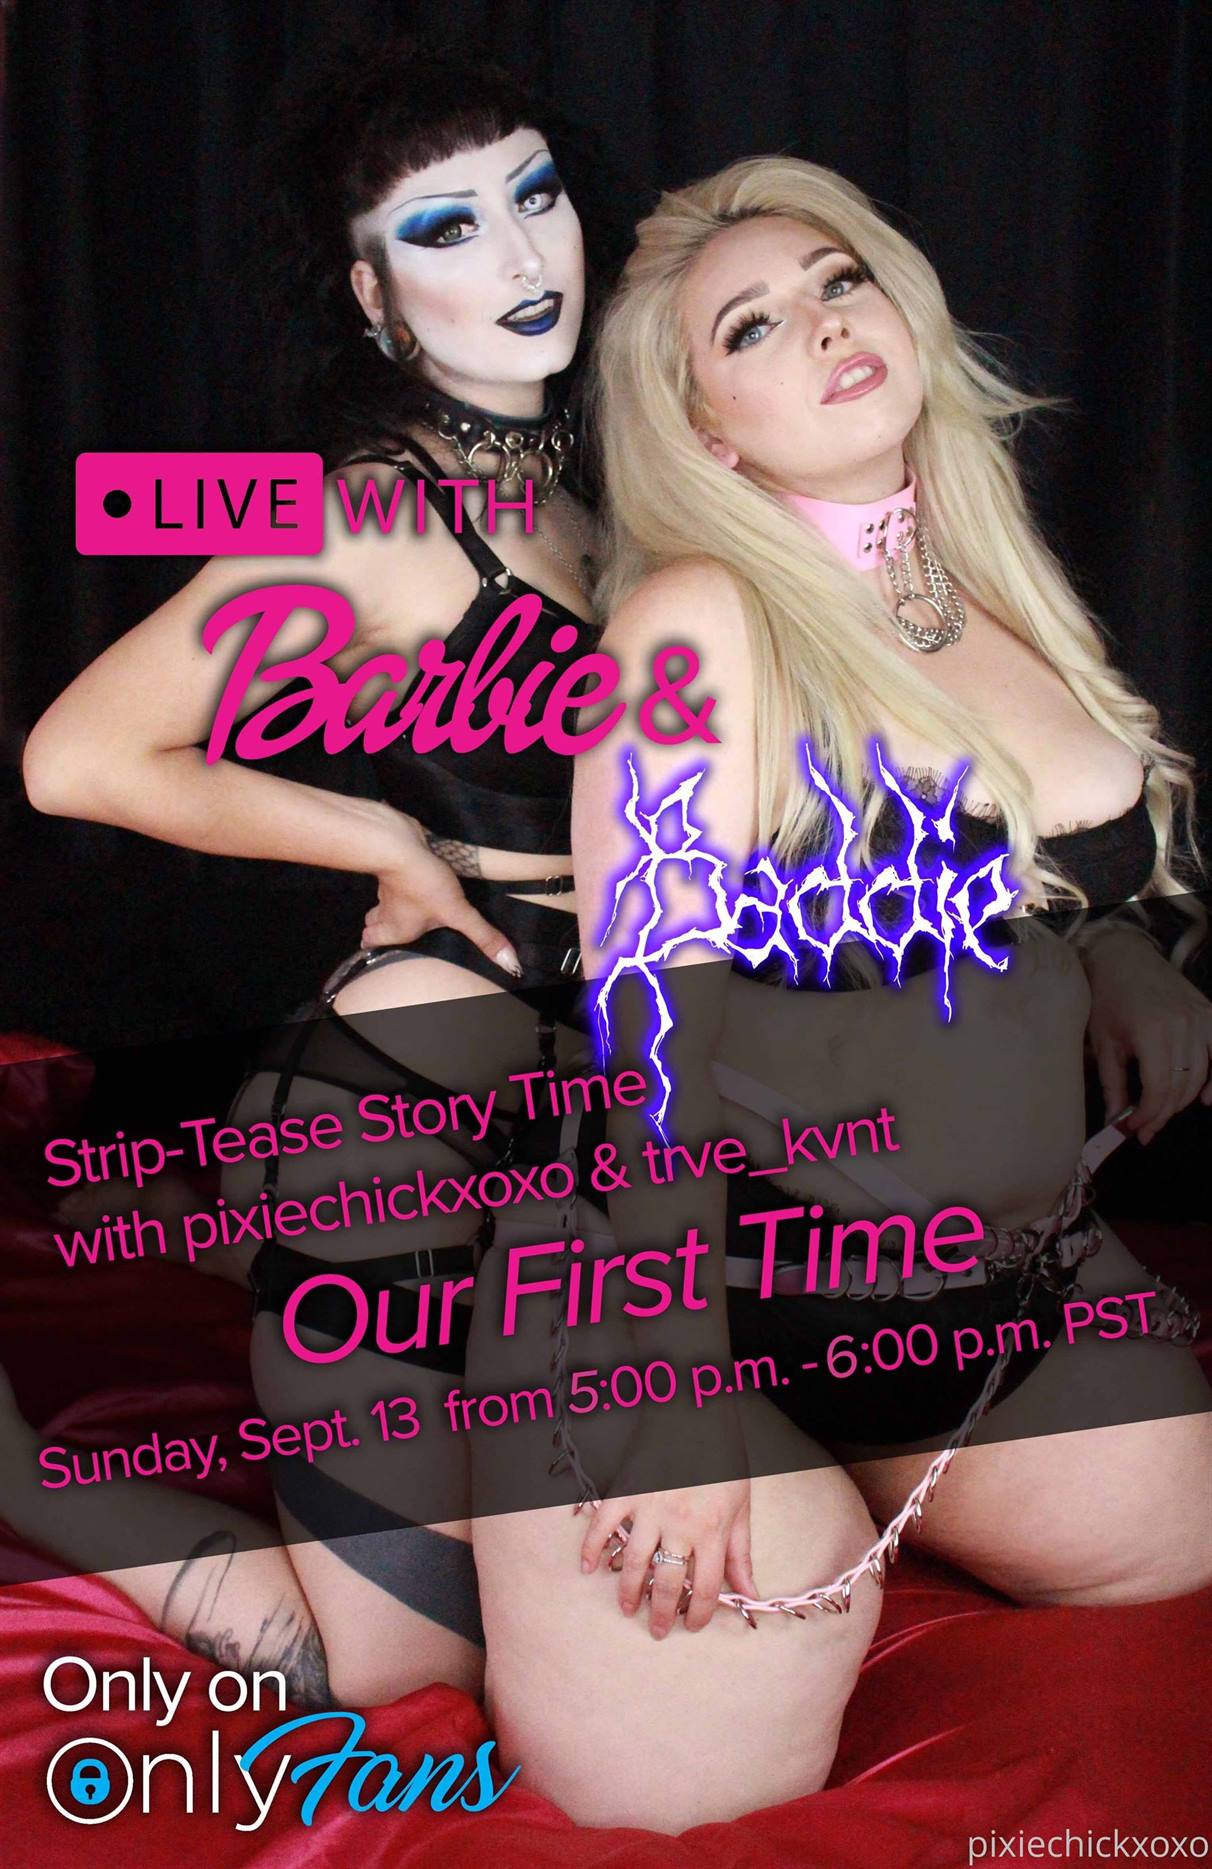 LIVE WITH
Barbie &
Baddie
Strip-Tease Story Time
with pixiechickxoxo & trve_kvnt
Our First Time
Sunday, Sept. 13 from 5:00 p.m. - 6:00 p.m. PST
Only on
OnlyFans
pixiechickxoxo